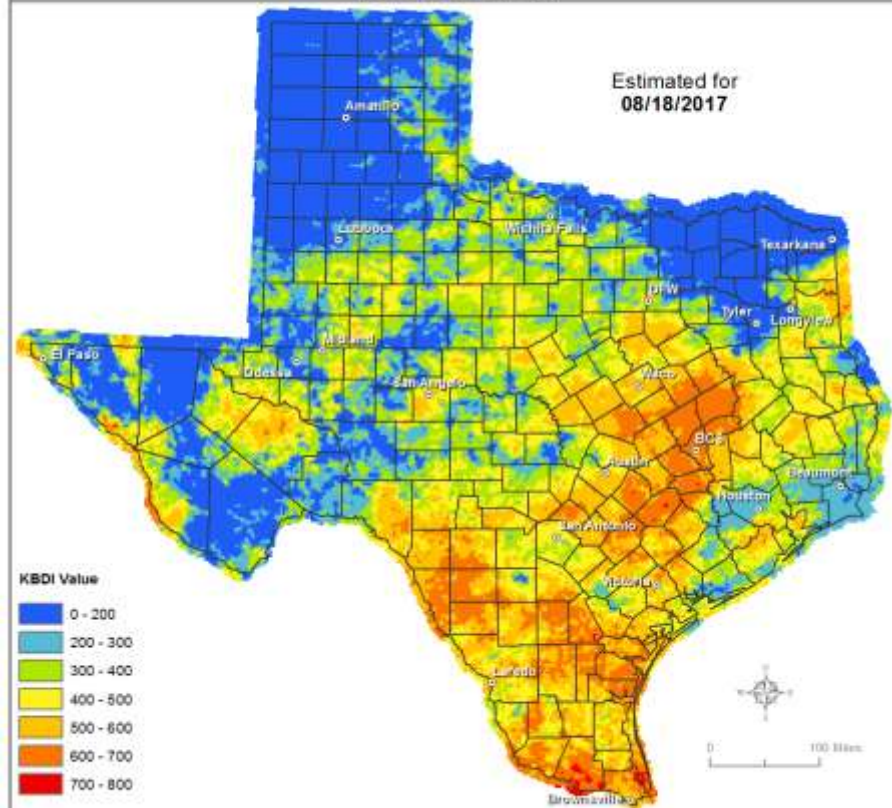 Estimated for
08/18/2017
Amarillo
Lubbock
Wichita Falls
Texarkana
DFW
Tyler
Longview
El Paso
Midland
Odessa
San Angelo
Waco
BCS
Austin
Beaumont
Houston
San Antonio
Victoria
Laredo
Brownsville
KBDI Value
0 - 200
200 - 300
300 - 400
400 - 500
500 - 600
600 - 700
700 - 800
0 100 Miles